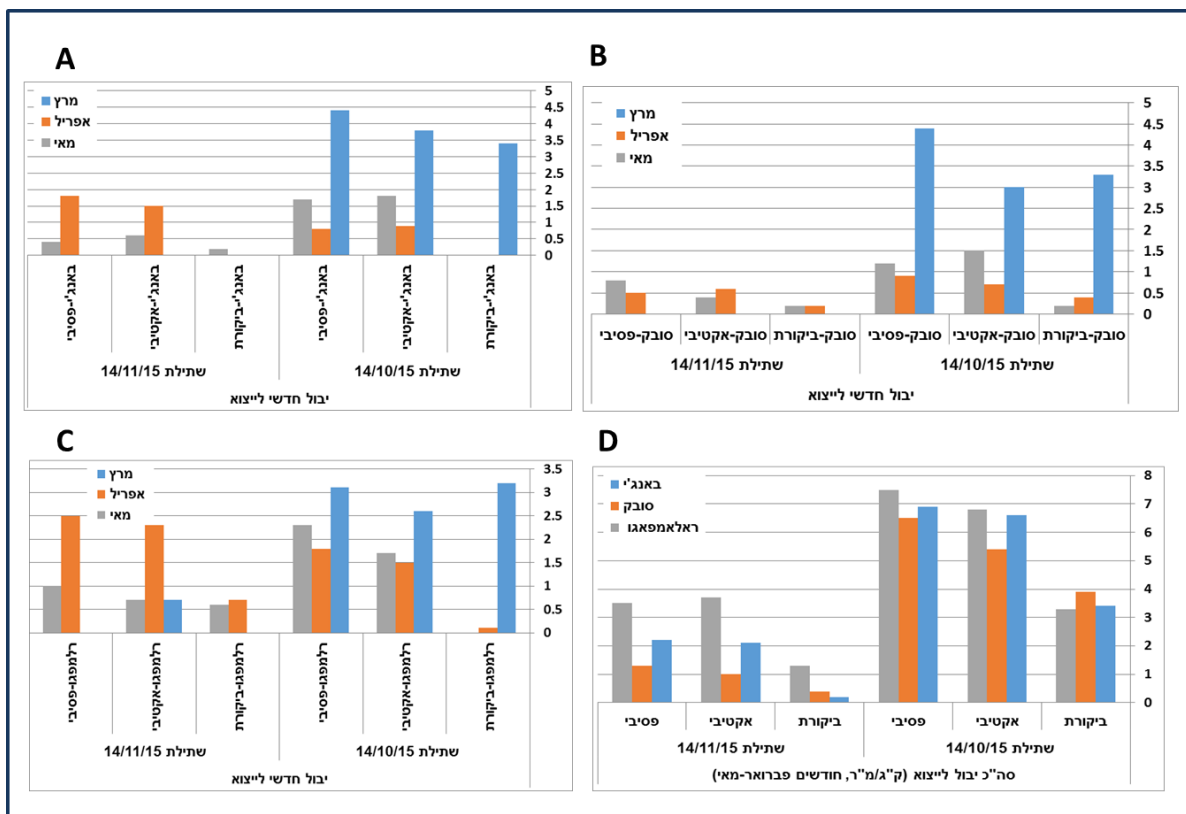 A
מרץ
אפריל
מאי
5
4.5
4
3.5
3
2.5
2
1.5
1
0.5
0
באנג'י-ביקורת
באנג'י-אקטיבי
באנג'י-פסיבי
באנג'י-ביקורת
באנג'י-אקטיבי
באנג'י-פסיבי
שתילת 14/10/15
שתילת 14/11/15
יבול חדשי לייצוא
B
מרץ
אפריל
מאי
5
4.5
4
3.5
3
2.5
2
1.5
1
0.5
0
סובק-ביקורת
סובק-אקטיבי
סובק-פסיבי
סובק-ביקורת
סובק-אקטיבי
סובק-פסיבי
שתילת 14/10/15
שתילת 14/11/15
יבול חדשי לייצוא
C
מרץ
אפריל
מאי
3.5
3
2.5
2
1.5
1
0.5
0
רלמפגו-ביקורת
רלמפגו-אקטיבי
רלמפגו-פסיבי
רלמפגו-ביקורת
רלמפגו-אקטיבי
רלמפגו-פסיבי
שתילת 14/10/15
שתילת 14/11/15
יבול חדשי לייצוא
D
באנג'י
סובק
ראלאמפאגו
8
7
6
5
4
3
2
1
0
ביקורת
אקטיבי
פסיבי
ביקורת
אקטיבי
פסיבי
שתילת 14/10/15
שתילת 14/11/15
סה"כ יבול לייצוא (ק"ג/מ"ר, חודשים פברואר-מאי)